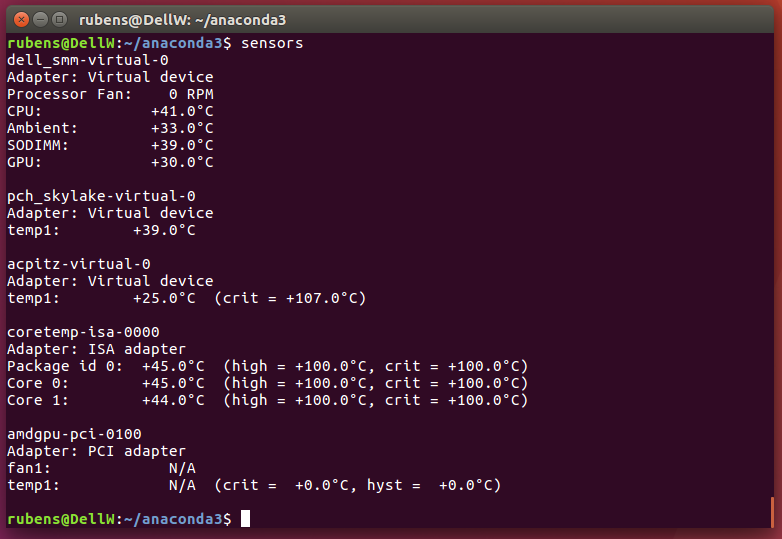 rubens@DellW: ~/anaconda3
rubens@DellW:~/anaconda3$ sensors
dell_smm-virtual-0
Adapter: Virtual device
Processor Fan:    0 RPM
CPU:            +41.0°C
Ambient:        +33.0°C
SODIMM:         +39.0°C
GPU:            +30.0°C

pch_skylake-virtual-0
Adapter: Virtual device
temp1:        +39.0°C

acpitz-virtual-0
Adapter: Virtual device
temp1:        +25.0°C  (crit = +107.0°C)

coretemp-isa-0000
Adapter: ISA adapter
Package id 0:  +45.0°C  (high = +100.0°C, crit = +100.0°C)
Core 0:        +45.0°C  (high = +100.0°C, crit = +100.0°C)
Core 1:        +44.0°C  (high = +100.0°C, crit = +100.0°C)

amdgpu-pci-0100
Adapter: PCI adapter
fan1:             N/A
temp1:            N/A  (crit =  +0.0°C, hyst =  +0.0°C)

rubens@DellW:~/anaconda3$